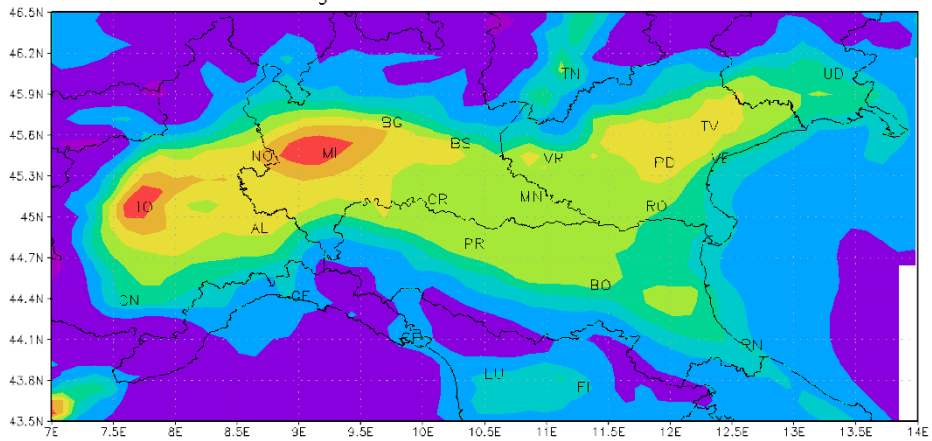 46.5N
46.2N
TN UD
45.9N
BG TV
45.6N
NO MI BS VR PD VE
45.3N
TO CR MN RO
45N
AL PR
44.7N
BO
44.4N
CN GE
44.1N
RN
43.8N
LU FI
43.5N
7E 7.5E 8E 8.5E 9E 9.5E 10E 10.5E 11E 11.5E 12E 12.5E 13E 13.5E 14E